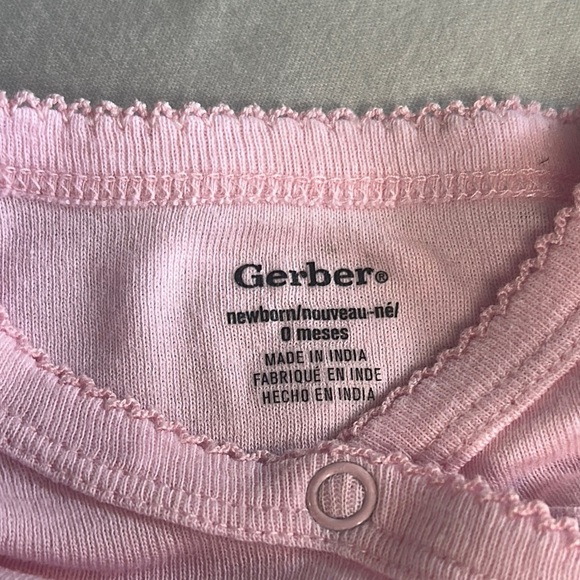 Gerber®
newborn/nouveau-né/
0 meses
MADE IN INDIA
FABRIQUÉ EN INDE
HECHO EN INDIA